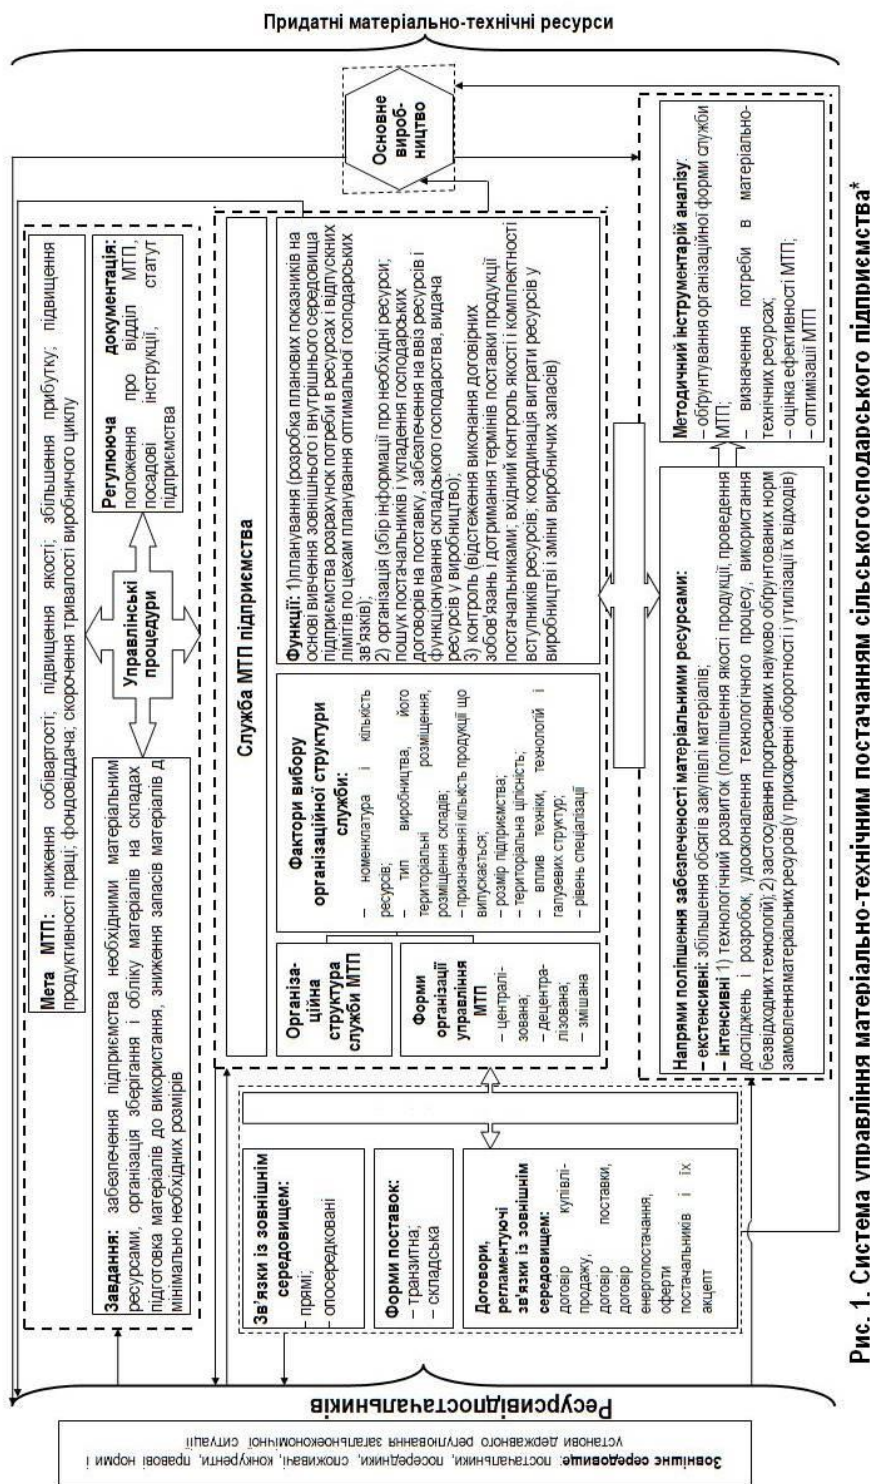 Зовнішнє середовище: постачальники, посередники, споживачі, конкуренти, правові норми і
установи державного регулювання загальноекономічної ситуації
Ресурсивідпостачальників
Мета МТП: зниження собівартості; підвищення якості; збільшення прибутку; підвищення
продуктивності праці; фондовіддача; скорочення тривалості виробничого циклу
Завдання: забезпечення підприємства необхідними матеріальним
ресурсами, організація зберігання і обліку матеріалів на складах
підготовка матеріалів до використання, зниження запасів матеріалів д
мінімально необхідних розмірів
Управлінські
процедури
Регулююча документація:
положення про відділ МТП,
посадові інструкції, статут
підприємства
Зв'язки із зовнішнім
середовищем:
– прямі;
– опосередковані
Форми поставок:
– транзитна;
– складська
Договори,
регламентуючі
зв'язки із зовнішнім
середовищем:
договір купівлі-
продажу,
договір поставки,
договір
енергопостачання,
оферти
постачальників і їх
акцепт
Служба МТП підприємства
Організа-
ційна
структура
служби МТП
Форми
організації
управління
МТП
– централі-
зована;
– децентра-
лізована;
– змішана
Фактори вибору
організаційної структури
служби:
– номенклатура і кількість
ресурсів;
– тип виробництва, його
територіальні розміщення,
розміщення складів;
– призначення і кількість продукції що
випускається;
– розмір підприємства;
– територіальна цілісність;
– вплив техніки, технологій і
галузевих структур;
– рівень спеціалізації
Функції: 1)планування (розробка планових показників на
основі вивчення зовнішнього і внутрішнього середовища
підприємства розрахунок потреби в ресурсах і відпускних
лімітів по цехам планування оптимальної господарських
зв'язків);
2) організація (збір інформації про необхідні ресурси;
пошук постачальників і укладення господарських
договорів на поставку, забезпечення на ввіз ресурсів і
функціонування складського господарства, видача
ресурсів у виробництво);
3) контроль (відстеження виконання договірних
зобов'язань і дотримання термінів поставки продукції
постачальниками; вхідний контроль якості і комплектності
вступників ресурсів; координація витрати ресурсів у
виробництві і зміни виробничих запасів)
Основне
вироб-
ництво
Напрями поліпшення забезпеченості матеріальними ресурсами:
– екстенсивні: збільшення обсягів закупівлі матеріалів;
– інтенсивні 1) технологічний розвиток (поліпшення якості продукції, проведення
досліджень і розробок, удосконалення технологічного процесу, використання
безвідходних технологій); 2) застосування прогресивних науково обґрунтованих норм
замовлення матеріальних ресурсів (у прискоренні оборотності і утилізації їх відходів)
Методичний інструментарій аналізу:
– обґрунтування організаційної форми служби
МТП;
– визначення потреби в матеріально-
технічних ресурсах;
– оцінка ефективності МТП;
– оптимізації МТП
Придатні матеріально-технічні ресурси
Рис. 1. Система управління матеріально-технічним постачанням сільськогосподарського підприємства*